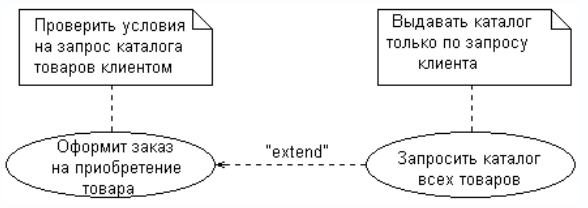 Проверить условия
на запрос каталога
товаров клиентом
Выдавать каталог
только по запросу
клиента
Оформит заказ
на приобретение
товара
"extend"
Запросить каталог
всех товаров